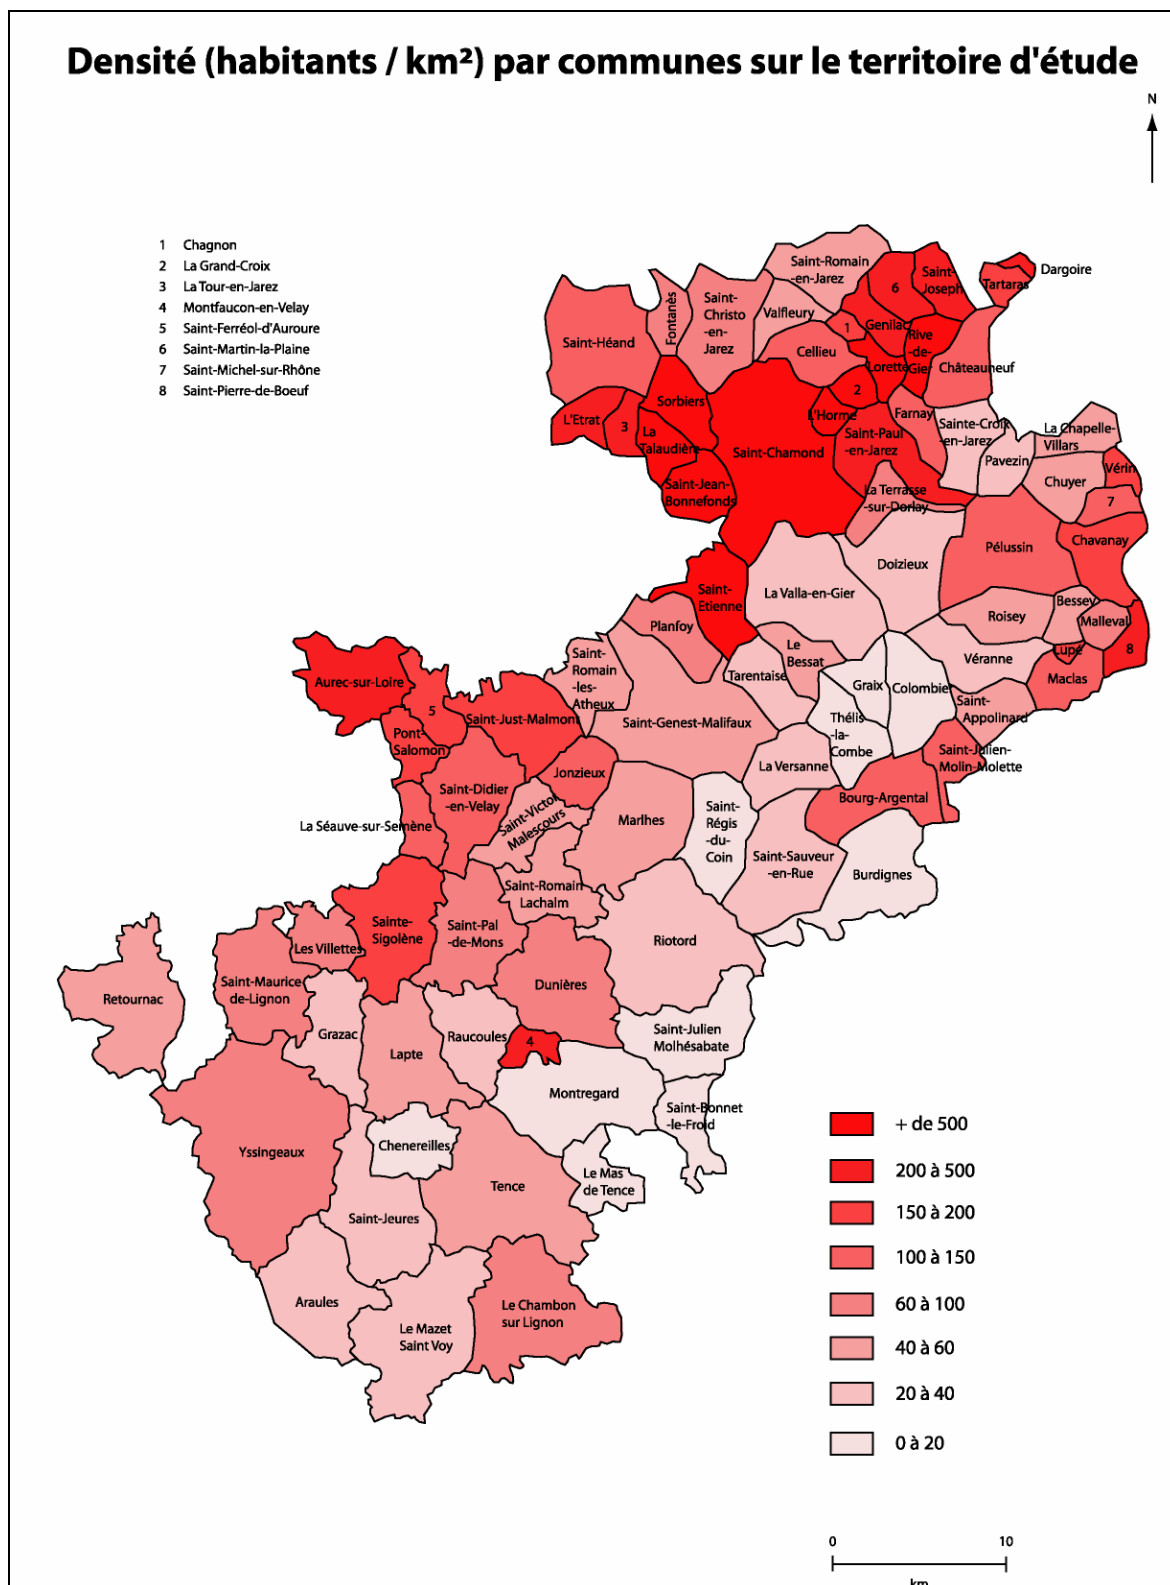 Densité (habitants / km²) par communes sur le territoire d'étude
N
1 Chagnon
2 La Grand-Croix
3 La Tour-en-Jarez
4 Montfaucon-en-Velay
5 Saint-Ferréol-d'Auroure
6 Saint-Martin-la-Plaine
7 Saint-Michel-sur-Rhône
8 Saint-Pierre-de-Boeuf
Saint-Romain
-en-Jarez
Saint-
Joseph
Dargoire
Tartaras
6
Fontanès
Saint-
Christo
-en-
Jarez
Valfleury
1
Genilac
Rive
-de-
Gier
Saint-Héand
Cellieu
Lorette
Châteauneuf
2
Sorbiers
L'Etrat
3
La
Talaudière
L'Horme
Farnay
Saint-Paul
-en-Jarez
Sainte-Croix
-en-Jarez
La Chapelle-
Villars
Saint-Chamond
Pavezin
Vérin
Saint-Jean-
Bonnefonds
La Terrasse
-sur-Dorlay
Chuyer
7
Chavanay
Pélussin
Doizieux
Saint-
Etienne
La Valla-en-Gier
Bessey
Roisey
Malleval
Planfoy
8
Le
Bessat
Lupé
Saint-
Romain
-les-
Atheux
Véranne
Tarentaise
Maclas
Aurec-sur-Loire
Graix
Colombier
5
Saint-
Appolinard
Saint-Just-Malmont
Saint-Genest-Malifaux
Thélis
-la-
Combe
Pont-
Salomon
Saint-Julien-
Molin-Molette
La Versanne
Jonzieux
Saint-Didier
-en-Velay
Bourg-Argental
Saint-Victor
Malescours
Marlhes
Saint-
Régis
-du-
Coin
La Séauve-sur-Semène
Saint-Sauveur
-en-Rue
Burdignes
Saint-Romain
Lachalm
Sainte-
Sigolène
Saint-Pal
-de-Mons
Riotord
Les Villettes
Saint-Maurice
de-Lignon
Dunières
Retournac
Grazac
Raucoules
4
Saint-Julien
Molhésabate
Lapte
Montregard
Saint-Bonnet
-le-Froid
Chenereilles
Yssingeaux
Le Mas
de Tence
Tence
Saint-Jeures
Araules
Le Chambon
sur Lignon
Le Mazet
Saint Voy
+ de 500
200 à 500
150 à 200
100 à 150
60 à 100
40 à 60
20 à 40
0 à 20
0 10
km